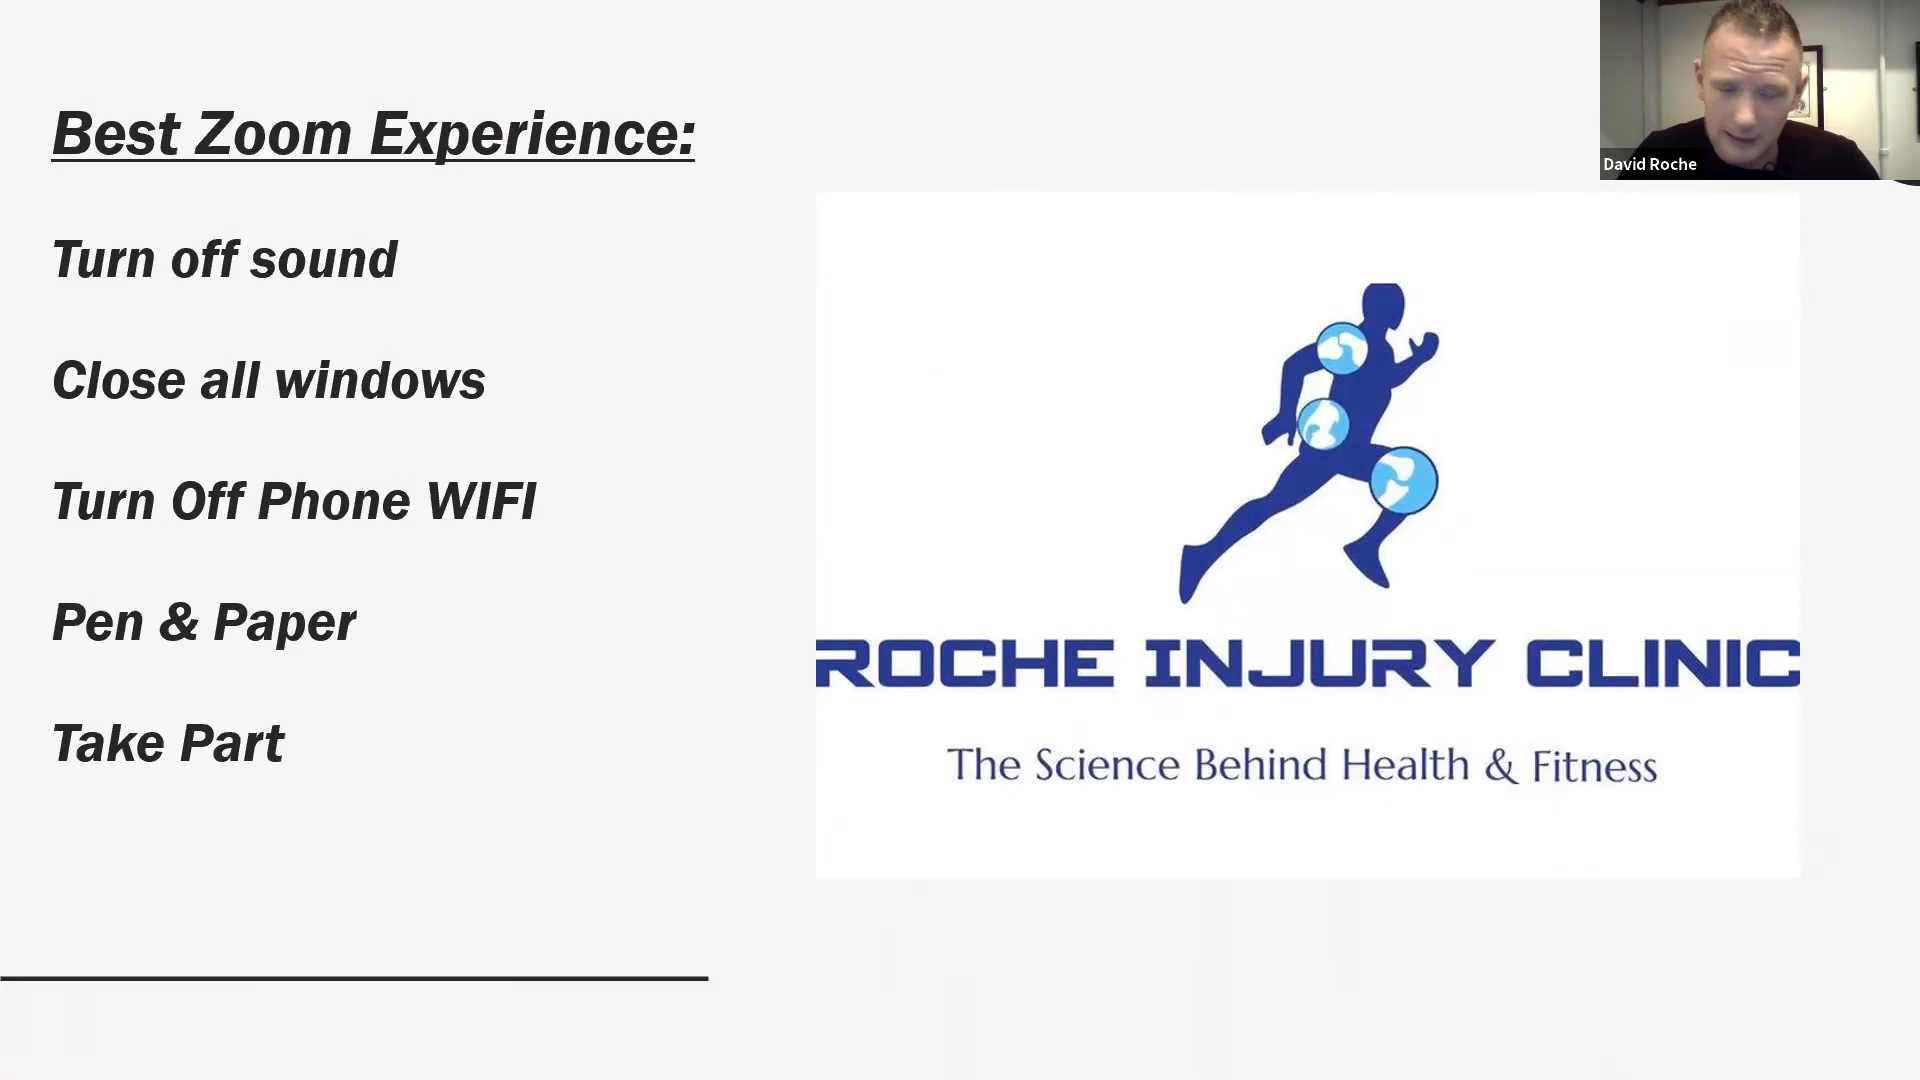 Best Zoom Experience:
Turn off sound
Close all windows
Turn Off Phone WIFI
Pen & Paper
Take Part
David Roche
ROCHE INJURY CLINIC
The Science Behind Health & Fitness